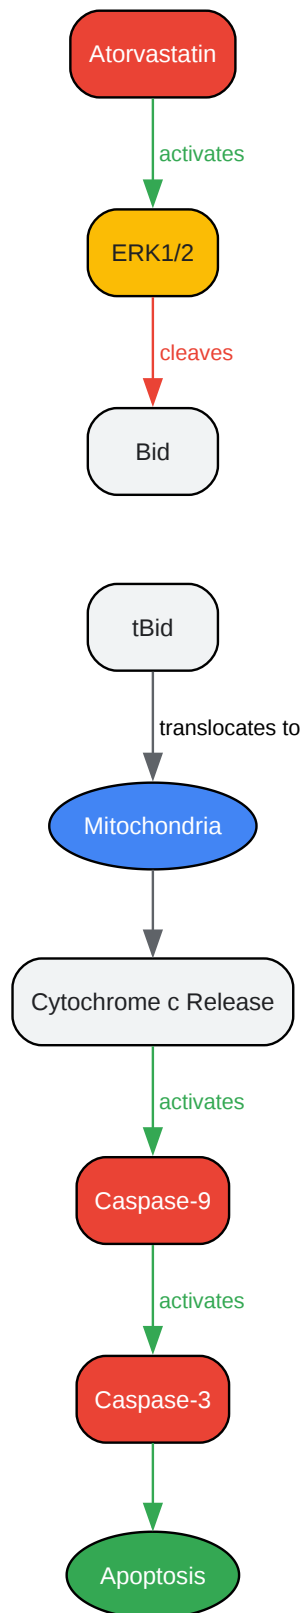 Atorvastatin
activates
ERK1/2
cleaves
Bid
tBid
translocates to
Mitochondria
Cytochrome c Release
activates
Caspase-9
activates
Caspase-3
Apoptosis